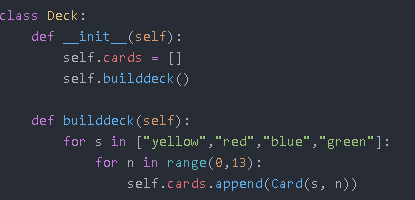 class Deck:
    def __init__(self):
        self.cards = []
        self.builddeck()

    def builddeck(self):
        for s in ["yellow","red","blue","green"]:
            for n in range(0,13):
                self.cards.append(Card(s, n))